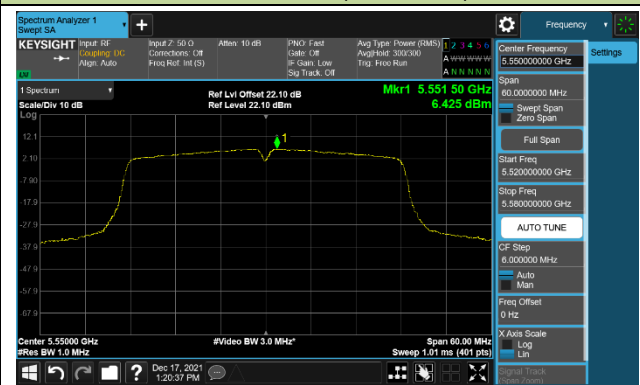 Spectrum Analyzer 1
Swept SA
+
Frequency
KEYSIGHT
Input: RF
Coupling: DC
Align: Auto
Input Z: 50 Ω
Corrections: Off
Freq Ref: Int (S)
Atten: 10 dB
PNO: Fast
Gate: Off
IF Gain: Low
Sig Track: Off
Avg Type: Power (RMS)
Avg|Hold: 300/300
Trig: Free Run
1 2 3 4 5 6
A W W W W W
A N N N N N
LXI
1 Spectrum
Scale/Div 10 dB
Ref Lvl Offset 22.10 dB
Ref Level 22.10 dBm
Mkr1 5.551 50 GHz
6.425 dBm
Log
12.1
2.10
-7.90
-17.9
-27.9
-37.9
-47.9
-57.9
-67.9
1
Center 5.55000 GHz
#Res BW 1.0 MHz
#Video BW 3.0 MHz*
Span 60.00 MHz
Sweep 1.01 ms (401 pts)
Center Frequency
5.550000000 GHz
Settings
Span
60.0000000 MHz
Swept Span
Zero Span
Full Span
Start Freq
5.520000000 GHz
Stop Freq
5.580000000 GHz
AUTO TUNE
CF Step
6.000000 MHz
Auto
Man
Freq Offset
0 Hz
X Axis Scale
Log
Lin
Signal Track
(Span Zoom)
?
Dec 17, 2021
1:20:37 PM